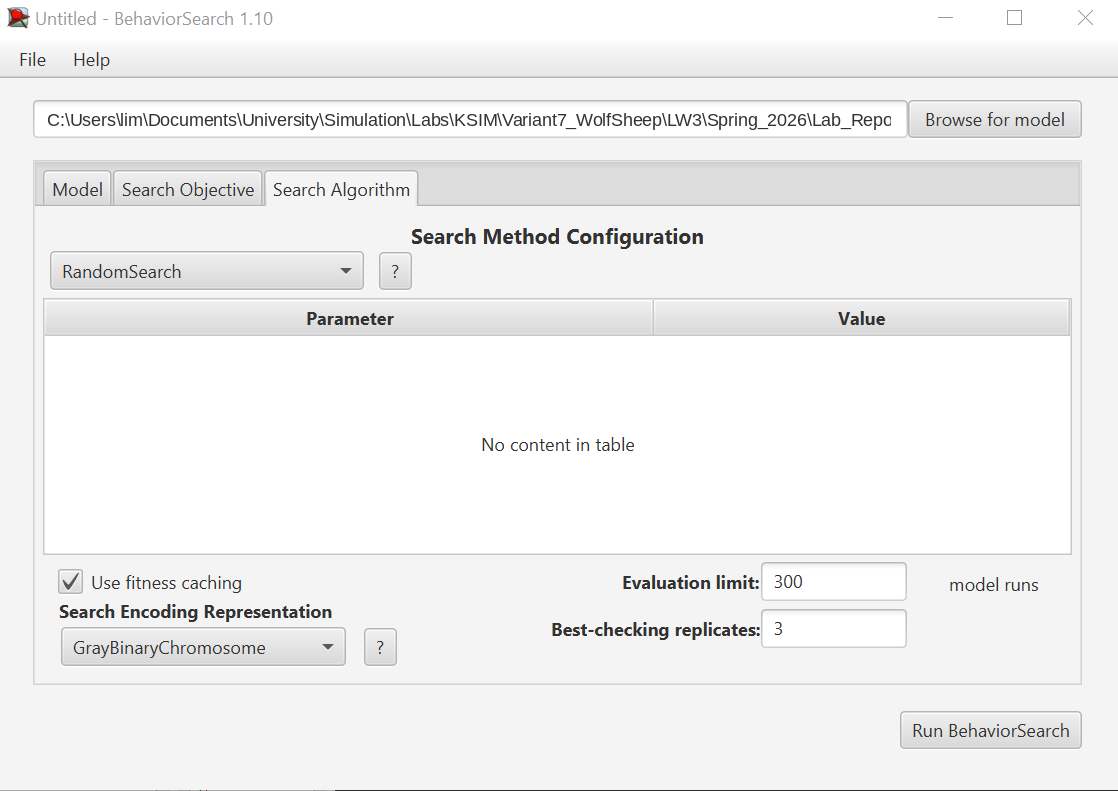 Untitled - BehaviorSearch 1.10
File Help
C:\Users\lim\Documents\University\Simulation\Labs\KSIM\Variant7_WolfSheep\LW3\Spring_2026\Lab_Repo Browse for model
Model Search Objective Search Algorithm
Search Method Configuration
RandomSearch ?
Parameter Value
No content in table
Use fitness caching Evaluation limit: 300 model runs
Search Encoding Representation
Best-checking replicates: 3
GrayBinaryChromosome ?
Run BehaviorSearch